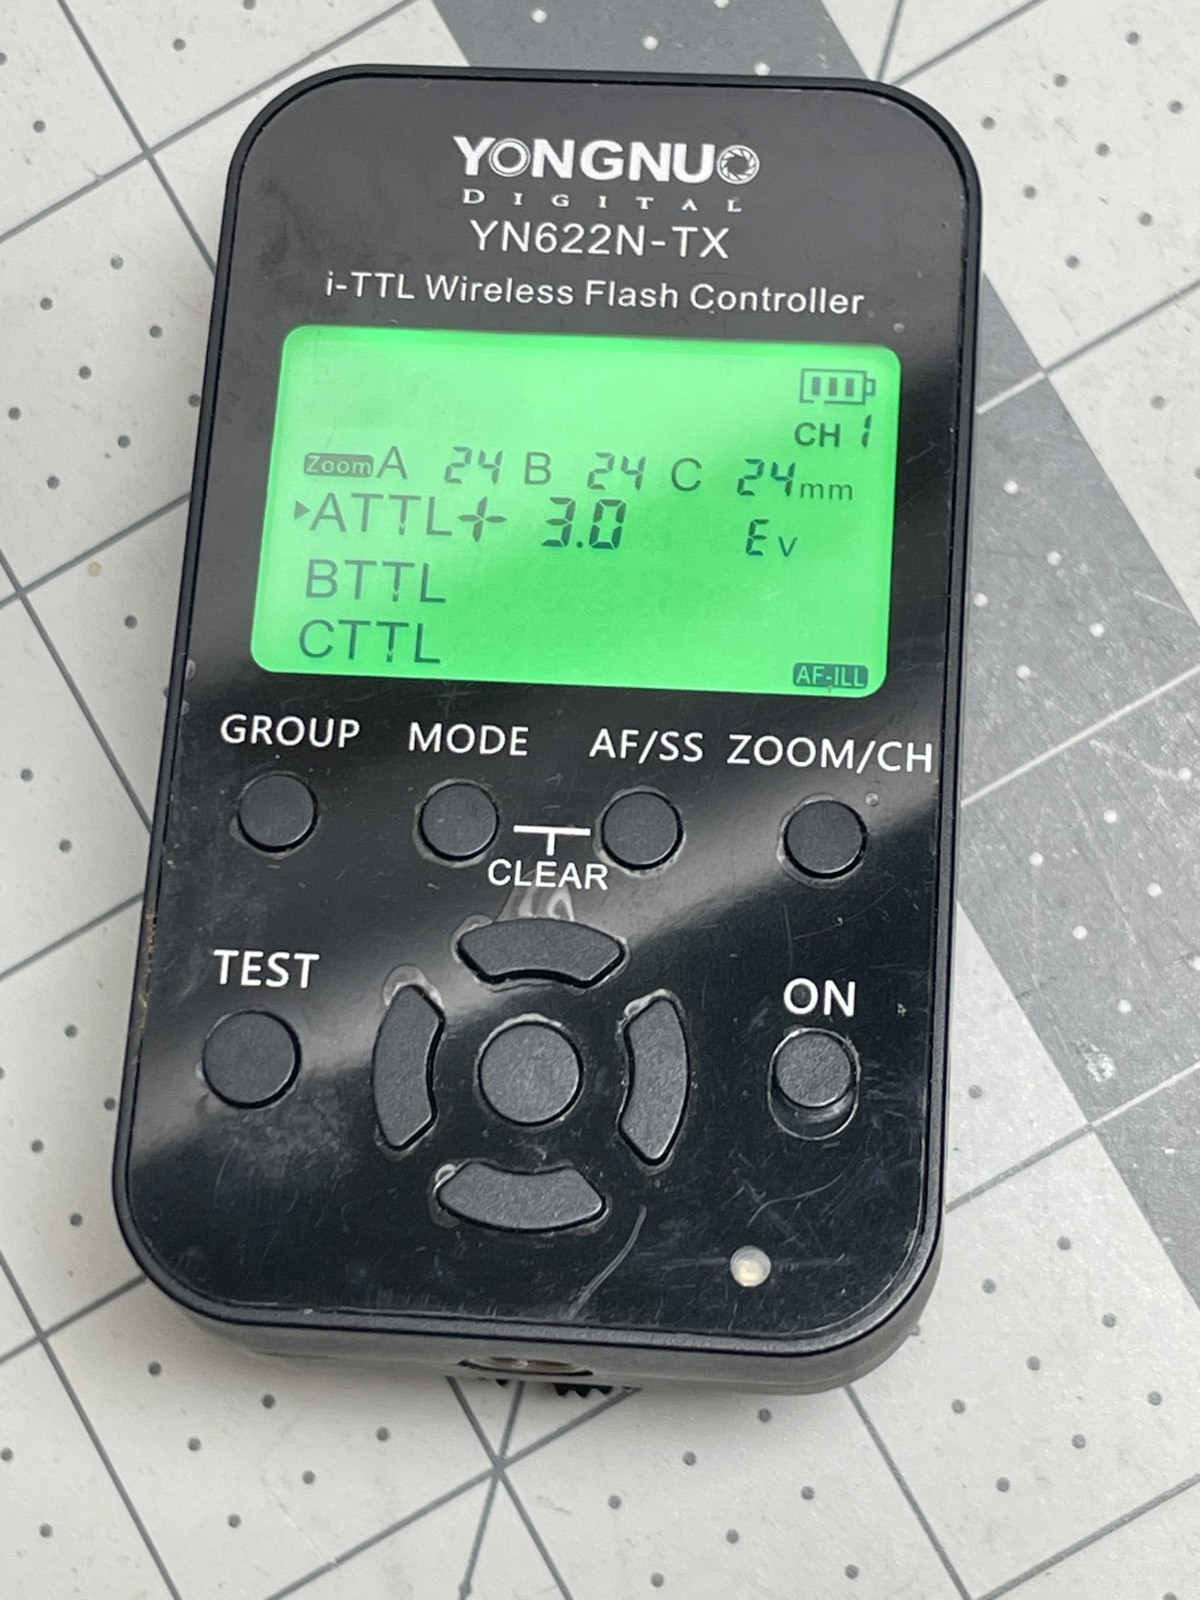 YONGNUO
DIGITAL
YN622N-TX
i-TTL Wireless Flash Controller
CH 1
Zoom A 24 B 24 C 24mm
▸ATTL+ 3.0 Ev
BTTL
CTTL
AF-ILL
GROUP MODE AF/SS ZOOM/CH
CLEAR
TEST
ON